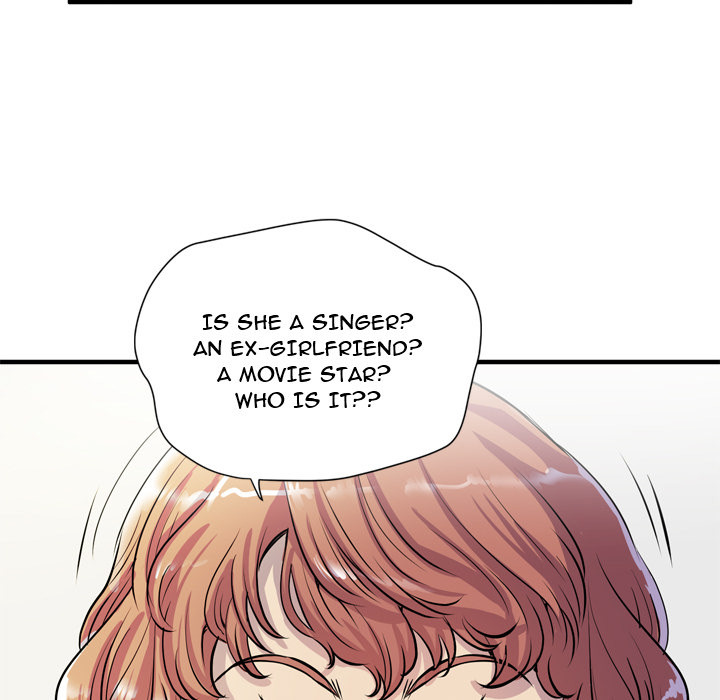 IS SHE A SINGER?
AN EX-GIRLFRIEND?
A MOVIE STAR?
WHO IS IT??